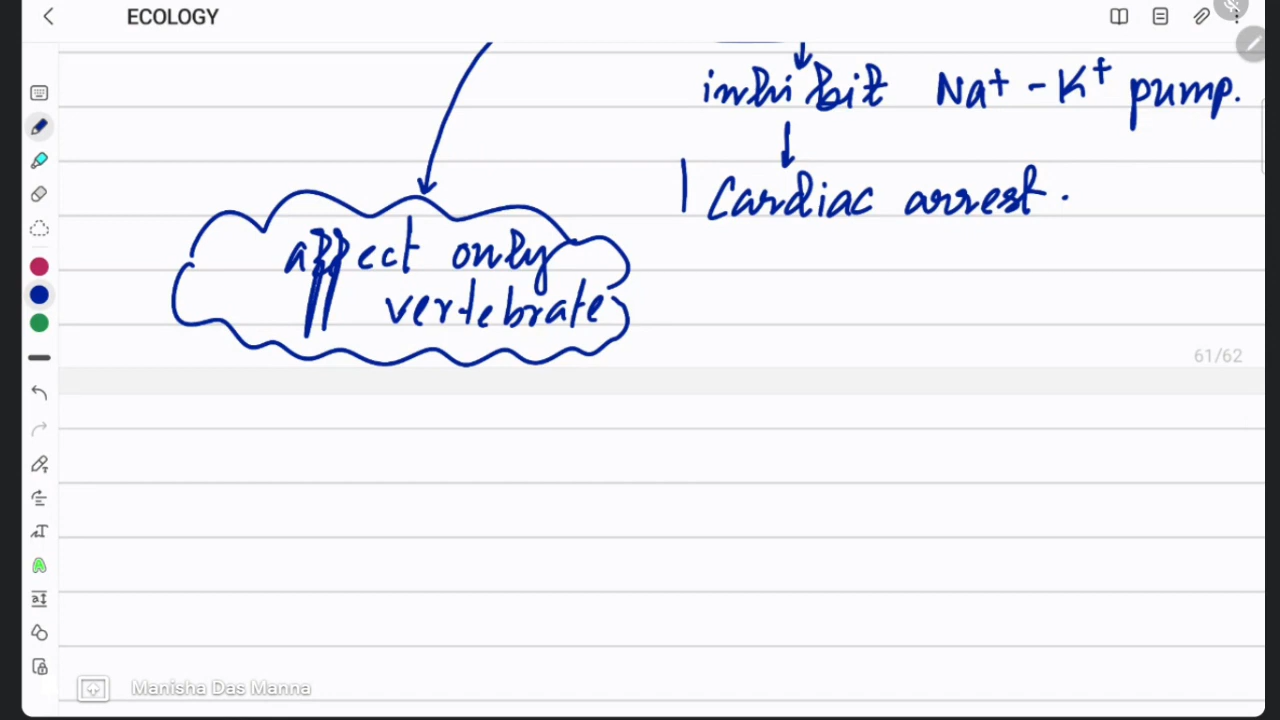 ECOLOGY
inhibit Na+ - K+ pump.
Cardiac arrest.
affect only
vertebrate
61/62
Manisha Das Manna